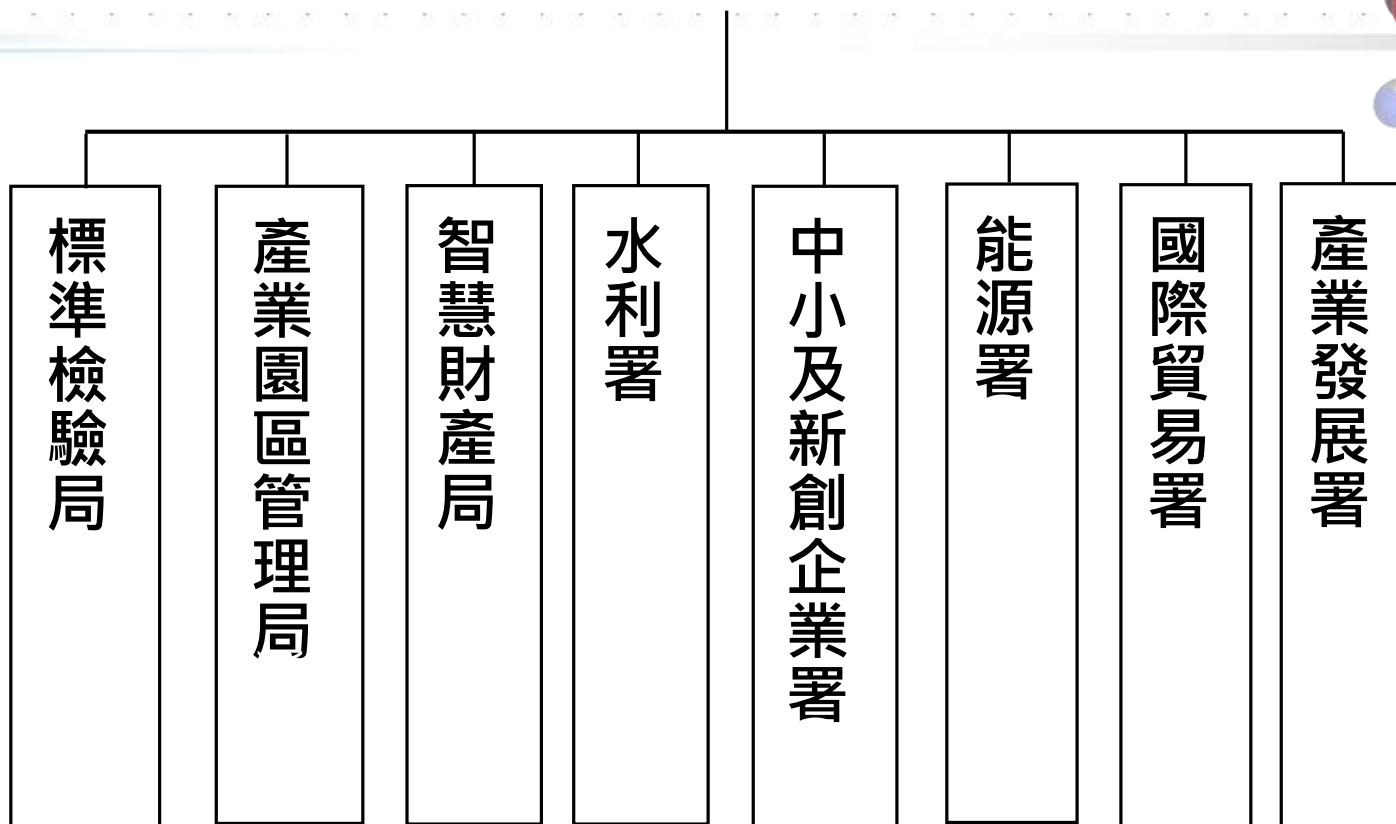 標準檢驗局
產業園區管理局
智慧財產局
水利署
中小及新創企業署
能源署
國際貿易署
產業發展署